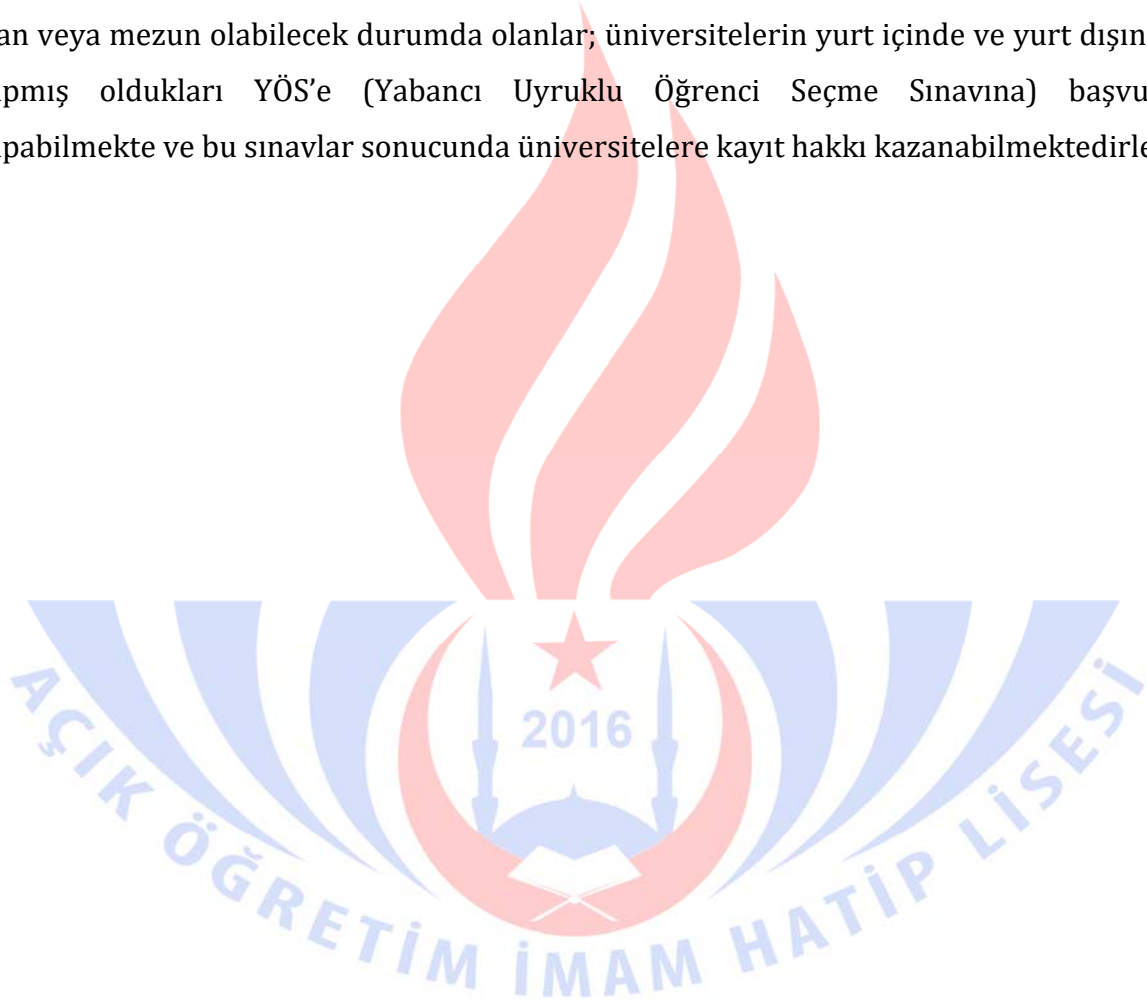 an veya mezun olabilecek durumda olanlar; üniversitelerin yurt içinde ve yurt dışın
pmış oldukları YÖS’e (Yabancı Uyruklu Öğrenci Seçme Sınavına) başvu
pabilmekte ve bu sınavlar sonucunda üniversitelere kayıt hakkı kazanabilmektedirle
2016
AÇIK ÖĞRETİM İMAM HATİP LİSESİ